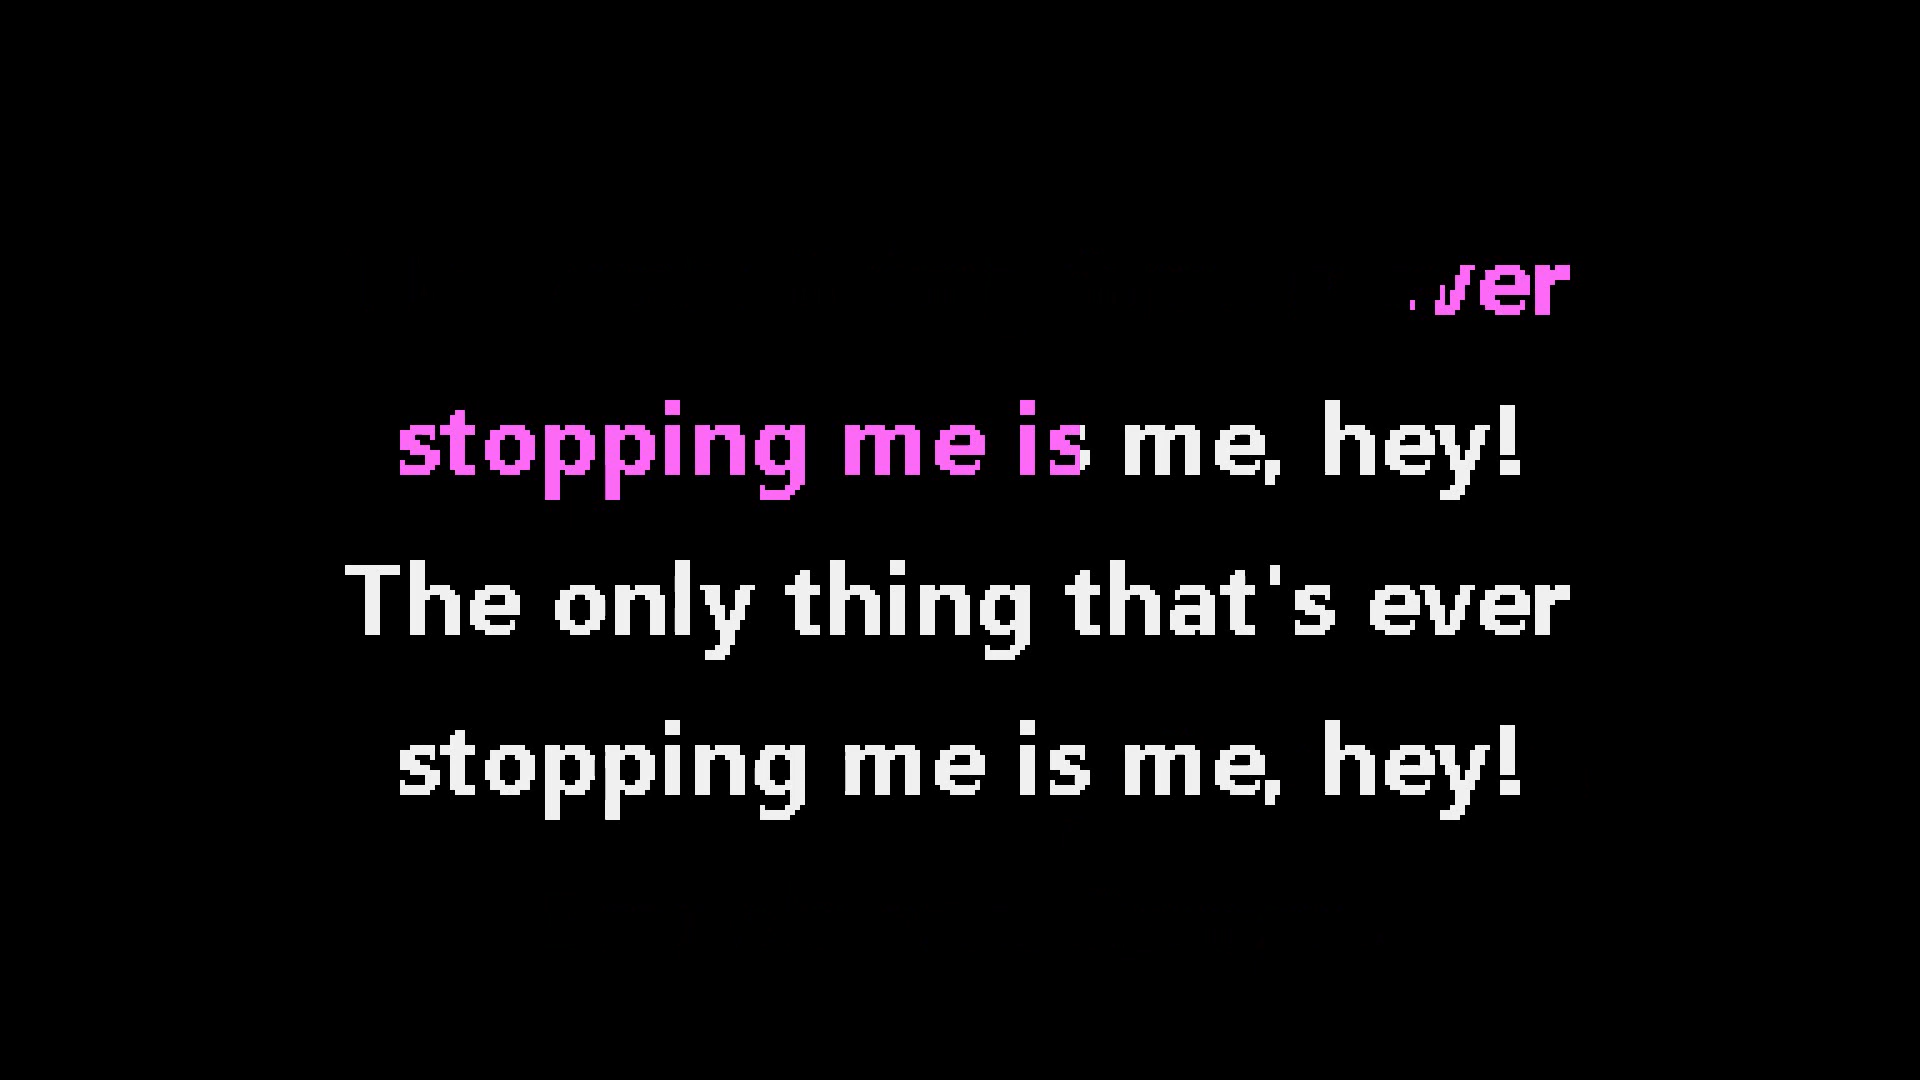 ver
stopping me is me, hey!
The only thing that's ever
stopping me is me, hey!